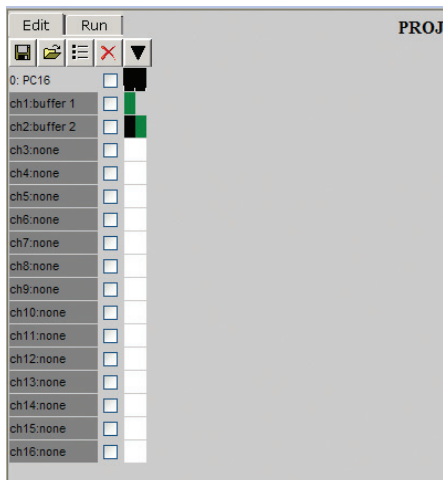 Edit Run
PROJ
0: PC16
ch1:buffer 1
ch2:buffer 2
ch3:none
ch4:none
ch5:none
ch6:none
ch7:none
ch8:none
ch9:none
ch10:none
ch11:none
ch12:none
ch13:none
ch14:none
ch15:none
ch16:none